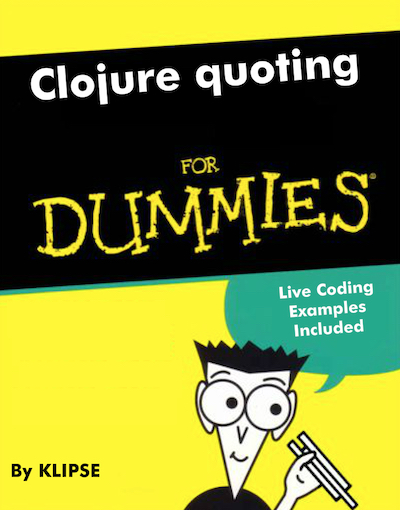 Clojure quoting
FOR
DUMMIES®
Live Coding
Examples
Included
By KLIPSE